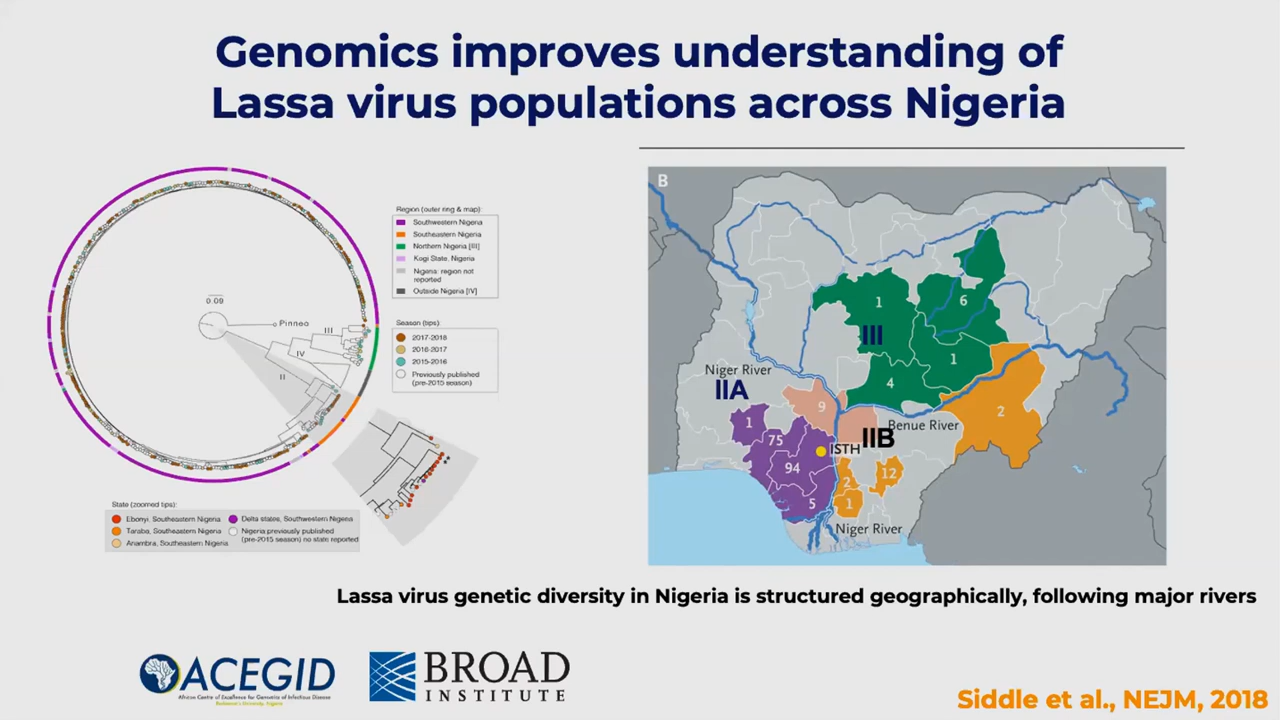 Genomics improves understanding of
Lassa virus populations across Nigeria
Region (outer ring & map):
Southwestern Nigeria
Southeastern Nigeria
Northern Nigeria [III]
Kogi State, Nigeria
Nigeria: region not
reported
Outside Nigeria [IV]
Season (tips):
2017-2018
2016-2017
2015-2016
Previously published
(pre-2015 season)
0.09
Pinneo
III
IV
II
State (zoomed tips):
Ebonyi, Southeastern Nigeria
Taraba, Southeastern Nigeria
Anambra, Southeastern Nigeria
Delta states, Southwestern Nigeria
Nigeria previously published
(pre-2015 season) no state reported
B
1
6
III
1
4
Niger River
IIA
9
2
1
75
Benue River
IIB
ISTH
94
12
2
5
1
Niger River
Lassa virus genetic diversity in Nigeria is structured geographically, following major rivers
ACEGID
African Centre of Excellence for Genomics of Infectious Disease
Redeemer's University, Nigeria
BROAD
INSTITUTE
Siddle et al., NEJM, 2018